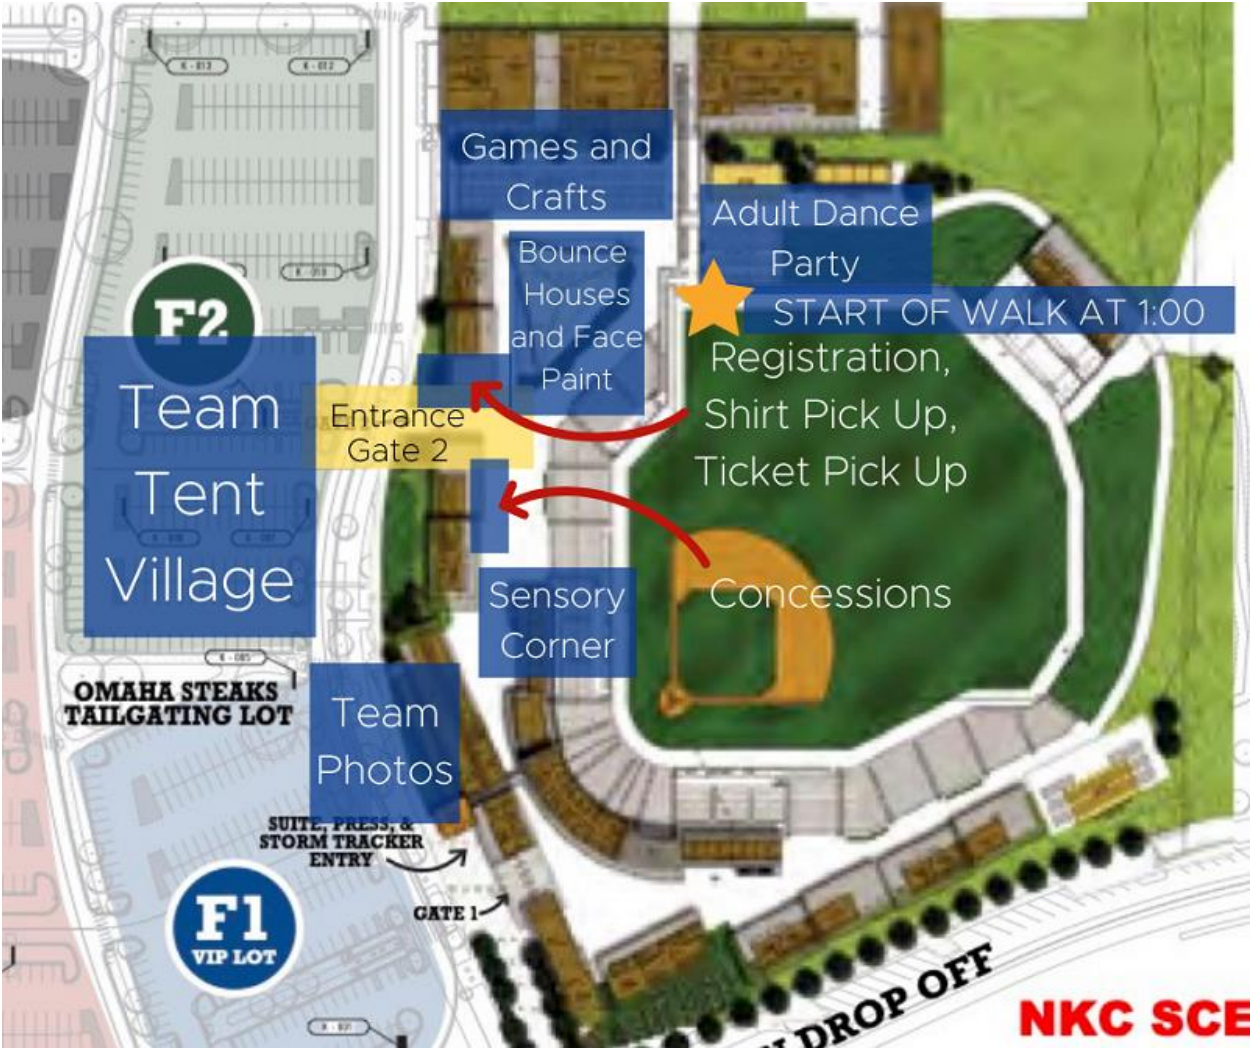 K - 013
K - 012
Games and
Crafts
Adult Dance
Party
Bounce
Houses
and Face
Paint
F2
START OF WALK AT 1:00
Registration,
Shirt Pick Up,
Ticket Pick Up
Entrance
Gate 2
Team
Tent
Village
Concessions
Sensory
Corner
OMAHA STEAKS
TAILGATING LOT
Team
Photos
SUITE, PRESS, &
STORM TRACKER
ENTRY
GATE 1
F1
VIP LOT
DROP OFF
NKC SCE